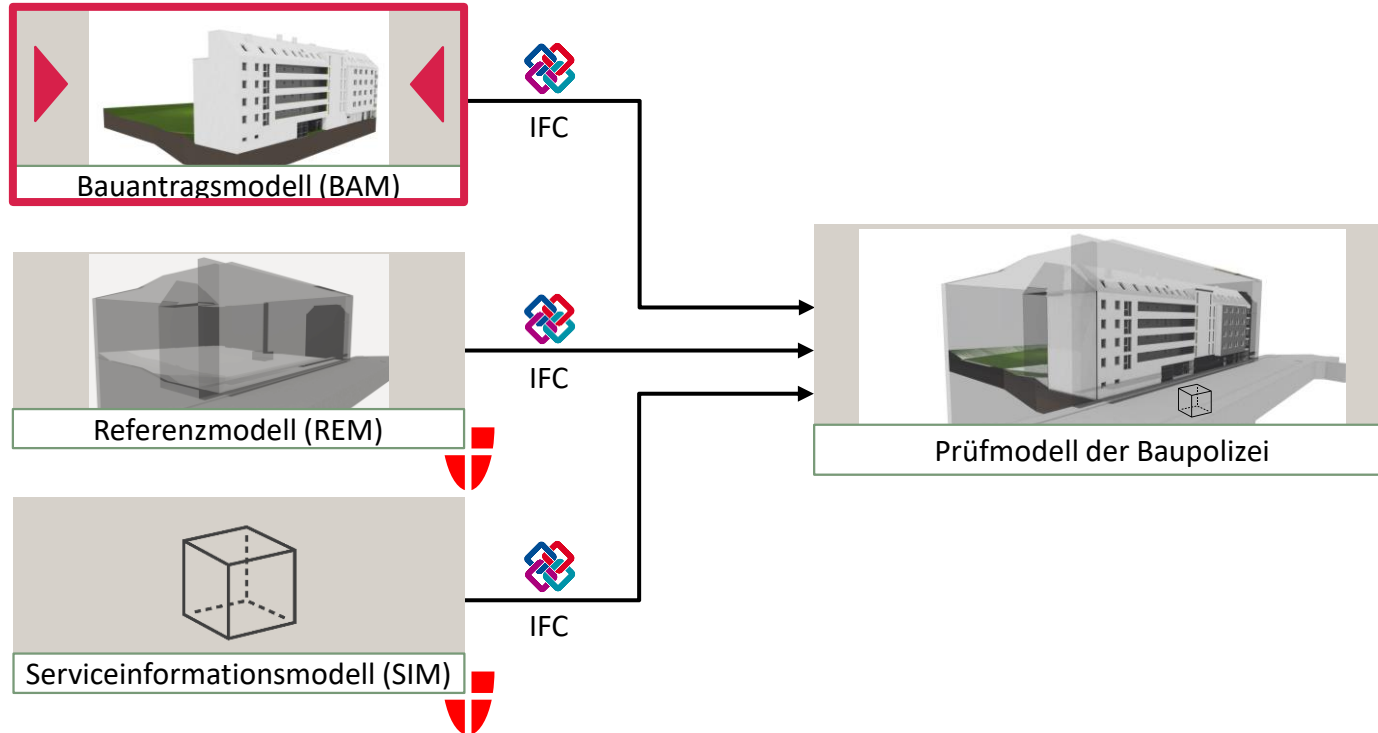 IFC
Bauantragsmodell (BAM)
IFC
Referenzmodell (REM)
Prüfmodell der Baupolizei
IFC
Serviceinformationsmodell (SIM)